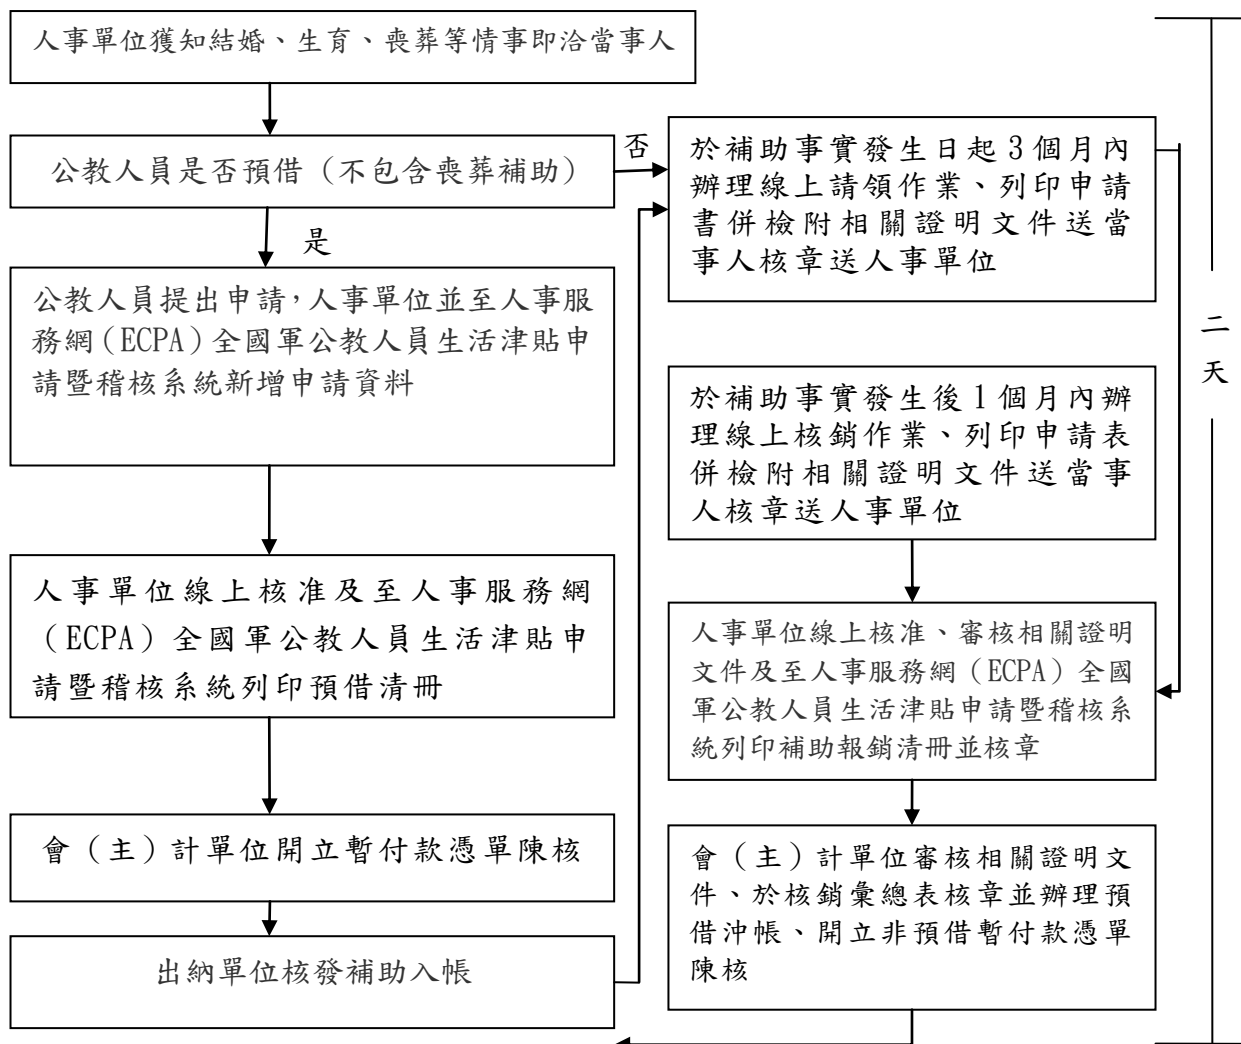 人事單位獲知結婚、生育、喪葬等情事即洽當事人
公教人員是否預借（不包含喪葬補助）
否
是
公教人員提出申請，人事單位並至人事服
務網（ECPA）全國軍公教人員生活津貼申
請暨稽核系統新增申請資料
人事單位線上核准及至人事服務網
（ECPA）全國軍公教人員生活津貼申
請暨稽核系統列印預借清冊
會（主）計單位開立暫付款憑單陳核
出納單位核發補助入帳
於補助事實發生日起3個月內
辦理線上請領作業、列印申請
書併檢附相關證明文件送當
事人核章送人事單位
於補助事實發生後1個月內辦
理線上核銷作業、列印申請表
併檢附相關證明文件送當事
人核章送人事單位
人事單位線上核准、審核相關證明
文件及至人事服務網（ECPA）全國
軍公教人員生活津貼申請暨稽核系
統列印補助報銷清冊並核章
會（主）計單位審核相關證明文
件、於核銷彙總表核章並辦理預
借沖帳、開立非預借暫付款憑單
陳核
二
天